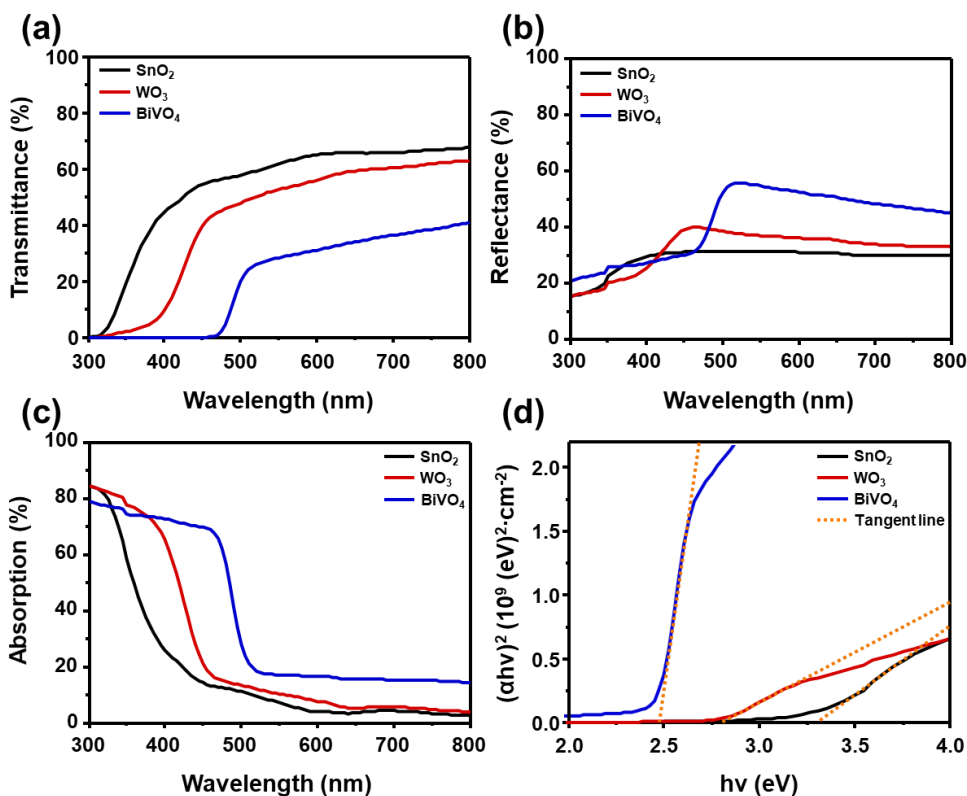 (a)
100
80
60
40
20
0
Transmittance (%)
SnO₂
WO₃
BiVO₄
300 400 500 600 700 800
Wavelength (nm)
(b)
100
80
60
40
20
0
Reflectance (%)
SnO₂
WO₃
BiVO₄
300 400 500 600 700 800
Wavelength (nm)
(c)
100
80
60
40
20
0
Absorption (%)
SnO₂
WO₃
BiVO₄
300 400 500 600 700 800
Wavelength (nm)
(d)
2.0
1.5
1.0
0.5
0.0
(αhν)² (10⁹ (eV)²·cm⁻²)
SnO₂
WO₃
BiVO₄
Tangent line
2.0 2.5 3.0 3.5 4.0
hν (eV)